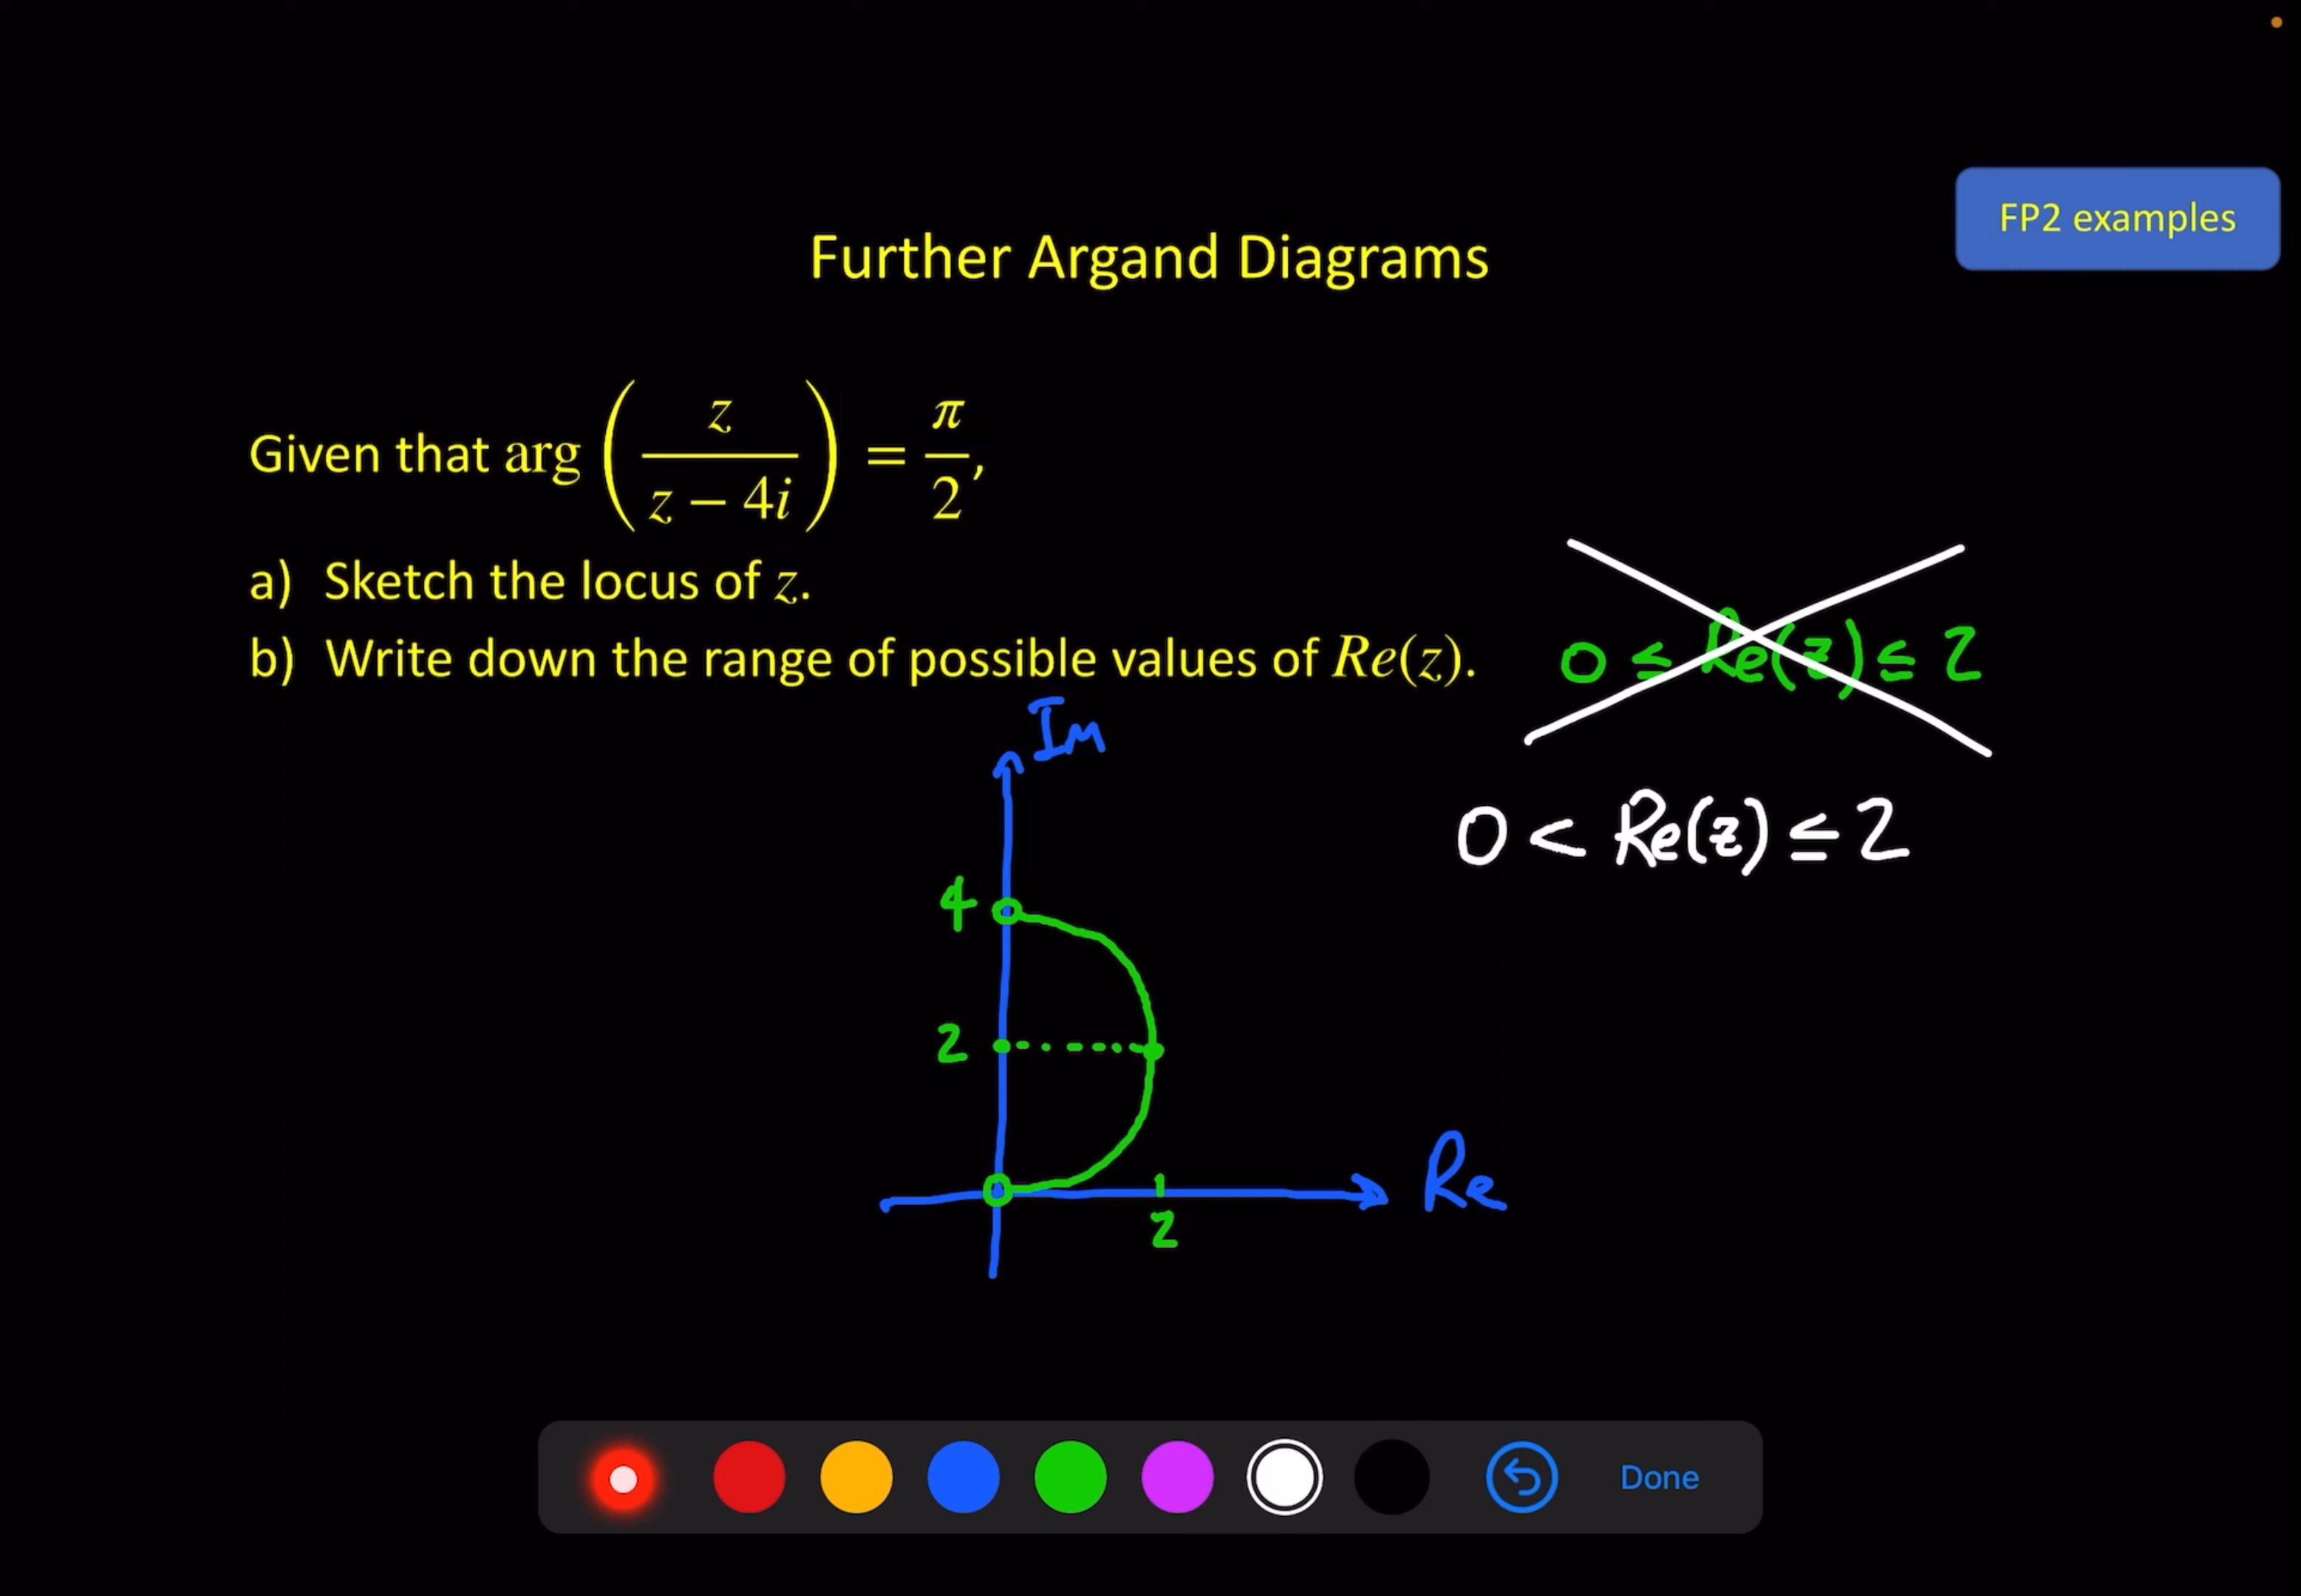 FP2 examples
Further Argand Diagrams
Given that arg(z / (z − 4i)) = π/2,
a) Sketch the locus of z.
b) Write down the range of possible values of Re(z).
0 ≤ Re(z) ≤ 2
Im
0 < Re(z) ≤ 2
4
2
Re
2
Done